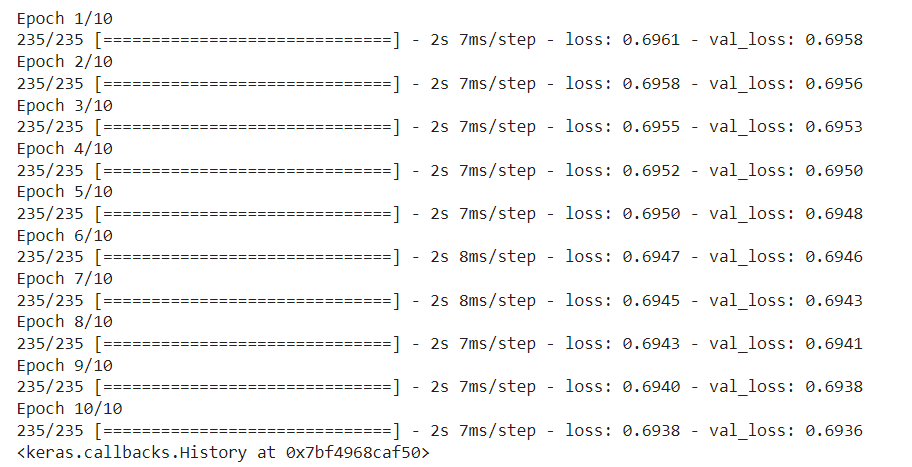 Epoch 1/10
235/235 [==============================] - 2s 7ms/step - loss: 0.6961 - val_loss: 0.6958
Epoch 2/10
235/235 [==============================] - 2s 7ms/step - loss: 0.6958 - val_loss: 0.6956
Epoch 3/10
235/235 [==============================] - 2s 7ms/step - loss: 0.6955 - val_loss: 0.6953
Epoch 4/10
235/235 [==============================] - 2s 7ms/step - loss: 0.6952 - val_loss: 0.6950
Epoch 5/10
235/235 [==============================] - 2s 7ms/step - loss: 0.6950 - val_loss: 0.6948
Epoch 6/10
235/235 [==============================] - 2s 8ms/step - loss: 0.6947 - val_loss: 0.6946
Epoch 7/10
235/235 [==============================] - 2s 8ms/step - loss: 0.6945 - val_loss: 0.6943
Epoch 8/10
235/235 [==============================] - 2s 7ms/step - loss: 0.6943 - val_loss: 0.6941
Epoch 9/10
235/235 [==============================] - 2s 7ms/step - loss: 0.6940 - val_loss: 0.6938
Epoch 10/10
235/235 [==============================] - 2s 7ms/step - loss: 0.6938 - val_loss: 0.6936
<keras.callbacks.History at 0x7bf4968caf50>